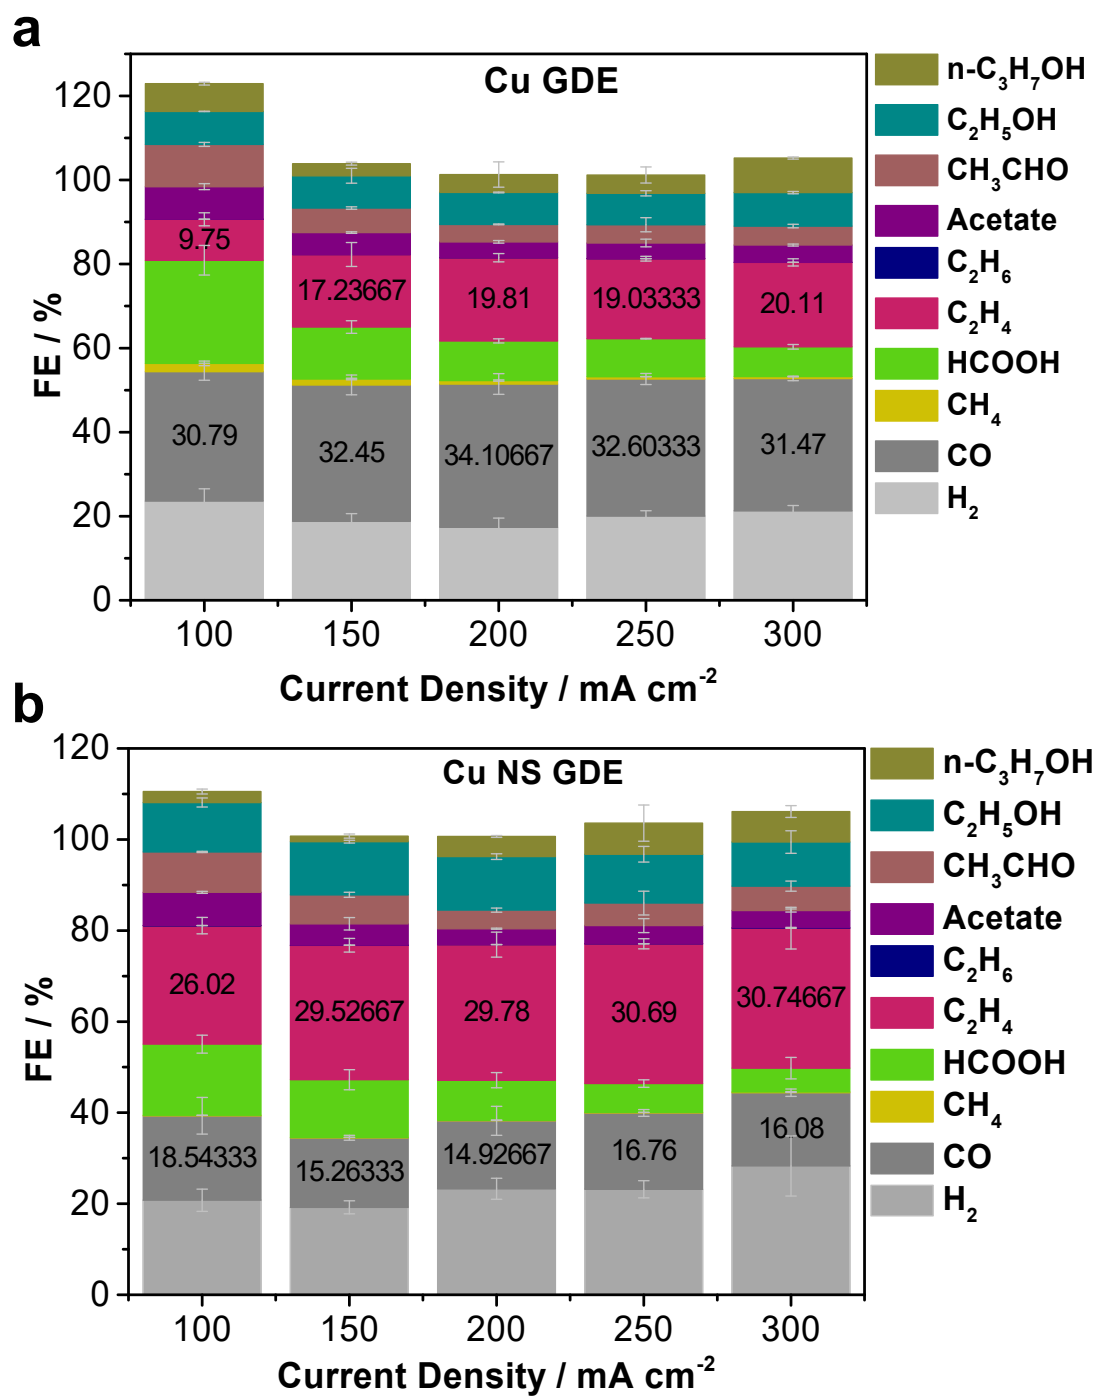 a
Cu GDE
FE / %
120
100
80
60
40
20
0
9.75
17.23667
19.81
19.03333
20.11
30.79
32.45
34.10667
32.60333
31.47
100 150 200 250 300
Current Density / mA cm⁻²
n-C₃H₇OH
C₂H₅OH
CH₃CHO
Acetate
C₂H₆
C₂H₄
HCOOH
CH₄
CO
H₂
b
Cu NS GDE
FE / %
120
100
80
60
40
20
0
26.02
29.52667
29.78
30.69
30.74667
18.54333
15.26333
14.92667
16.76
16.08
100 150 200 250 300
Current Density / mA cm⁻²
n-C₃H₇OH
C₂H₅OH
CH₃CHO
Acetate
C₂H₆
C₂H₄
HCOOH
CH₄
CO
H₂